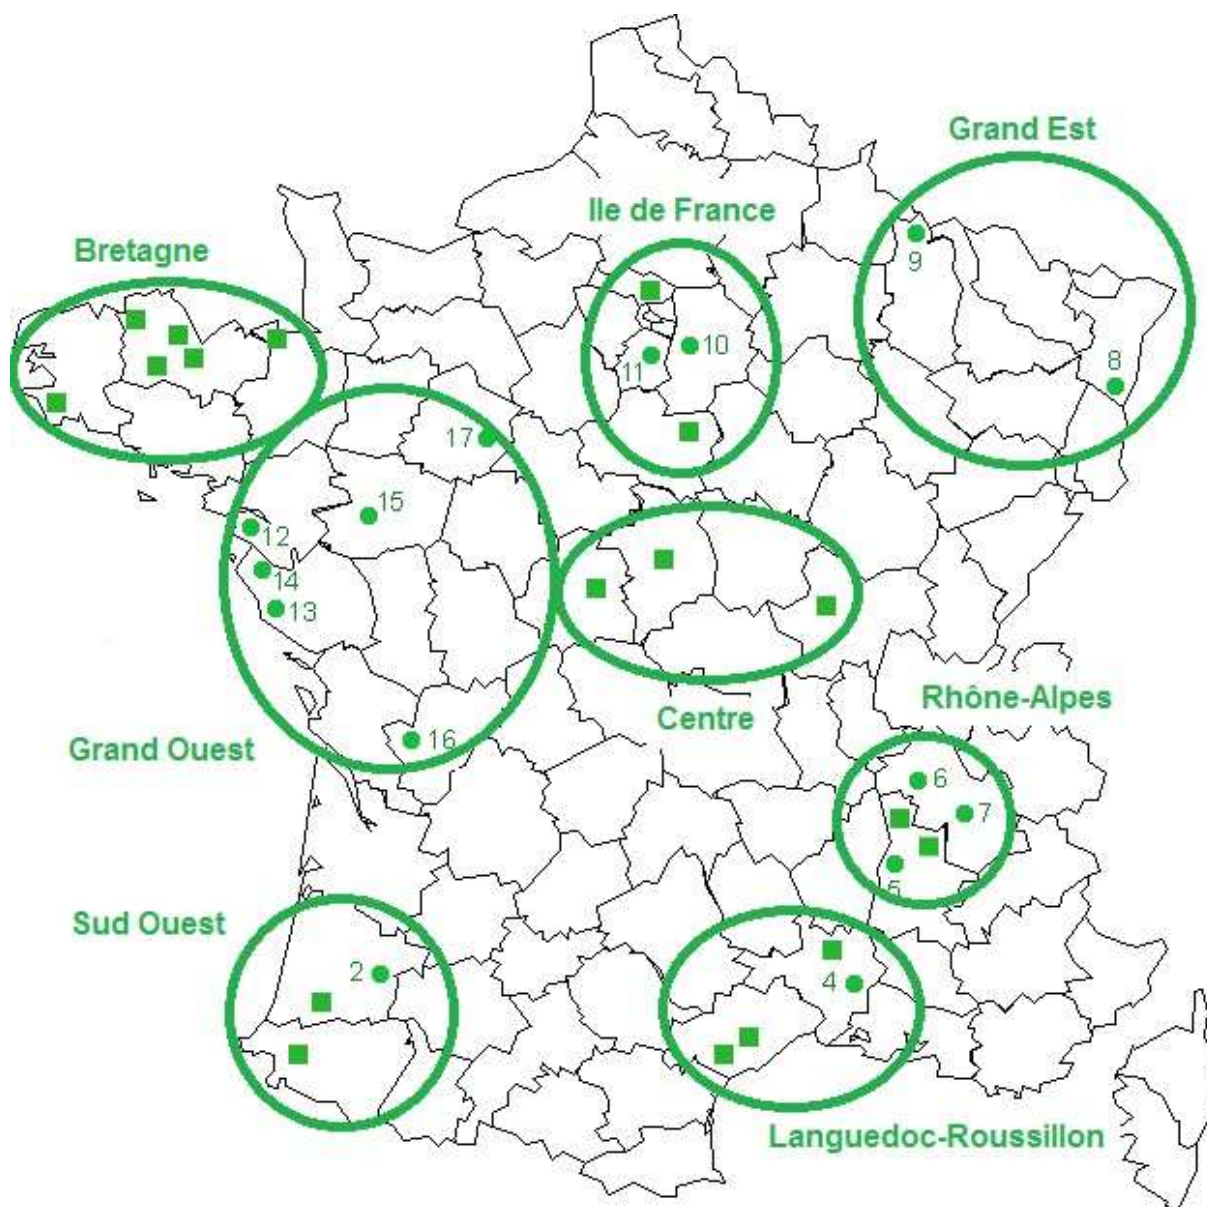 Grand Est
Ile de France
Bretagne
9
10
11
8
17
15
12
14
13
Rhône-Alpes
Centre
Grand Ouest
16
6
7
5
Sud Ouest
2
4
Languedoc-Roussillon